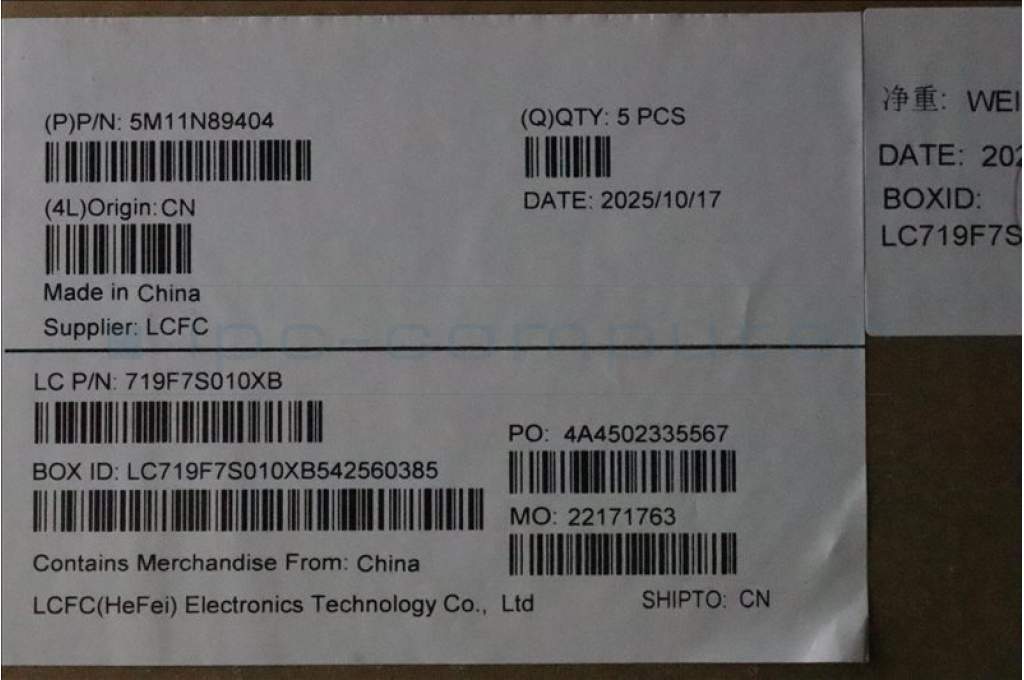 (P)P/N: 5M11N89404
(Q)QTY: 5 PCS
(4L)Origin:CN
DATE: 2025/10/17
Made in China
Supplier: LCFC
ipc-computer
LC P/N: 719F7S010XB
PO: 4A4502335567
BOX ID: LC719F7S010XB542560385
MO: 22171763
Contains Merchandise From: China
LCFC(HeFei) Electronics Technology Co., Ltd
SHIPTO: CN
净重:
DATE: 202
BOXID:
LC719F7S